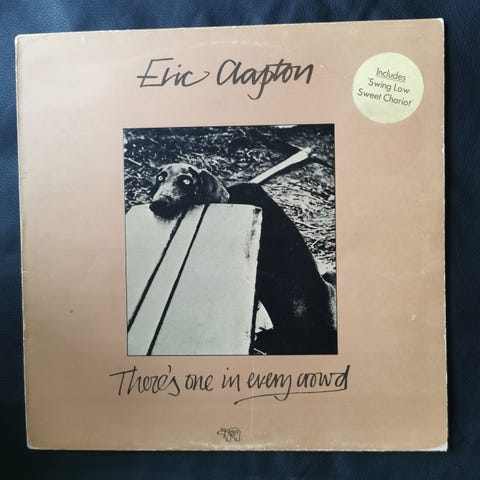 Eric Clapton
Includes
'Swing Low
Sweet Chariot'
There's one in every crowd